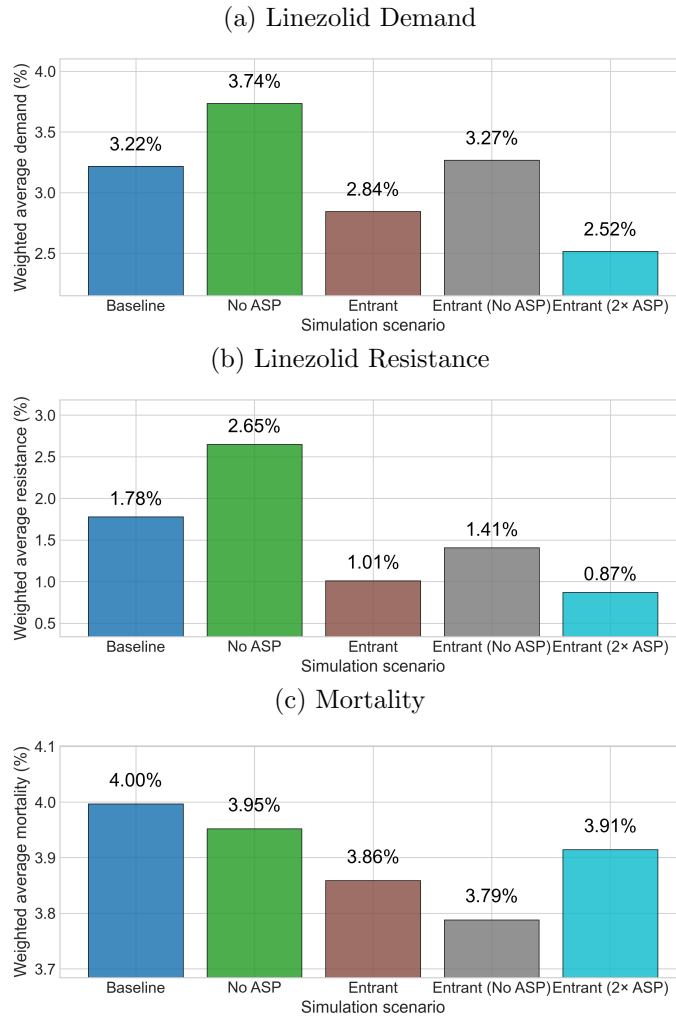 (a) Linezolid Demand
Weighted average demand (%)
4.0
3.5
3.0
2.5
3.22%
3.74%
2.84%
3.27%
2.52%
Baseline
No ASP
Entrant
Entrant (No ASP)
Entrant (2× ASP)
Simulation scenario
(b) Linezolid Resistance
Weighted average resistance (%)
3.0
2.5
2.0
1.5
1.0
0.5
1.78%
2.65%
1.01%
1.41%
0.87%
Baseline
No ASP
Entrant
Entrant (No ASP)
Entrant (2× ASP)
Simulation scenario
(c) Mortality
Weighted average mortality (%)
4.1
4.0
3.9
3.8
3.7
4.00%
3.95%
3.86%
3.79%
3.91%
Baseline
No ASP
Entrant
Entrant (No ASP)
Entrant (2× ASP)
Simulation scenario